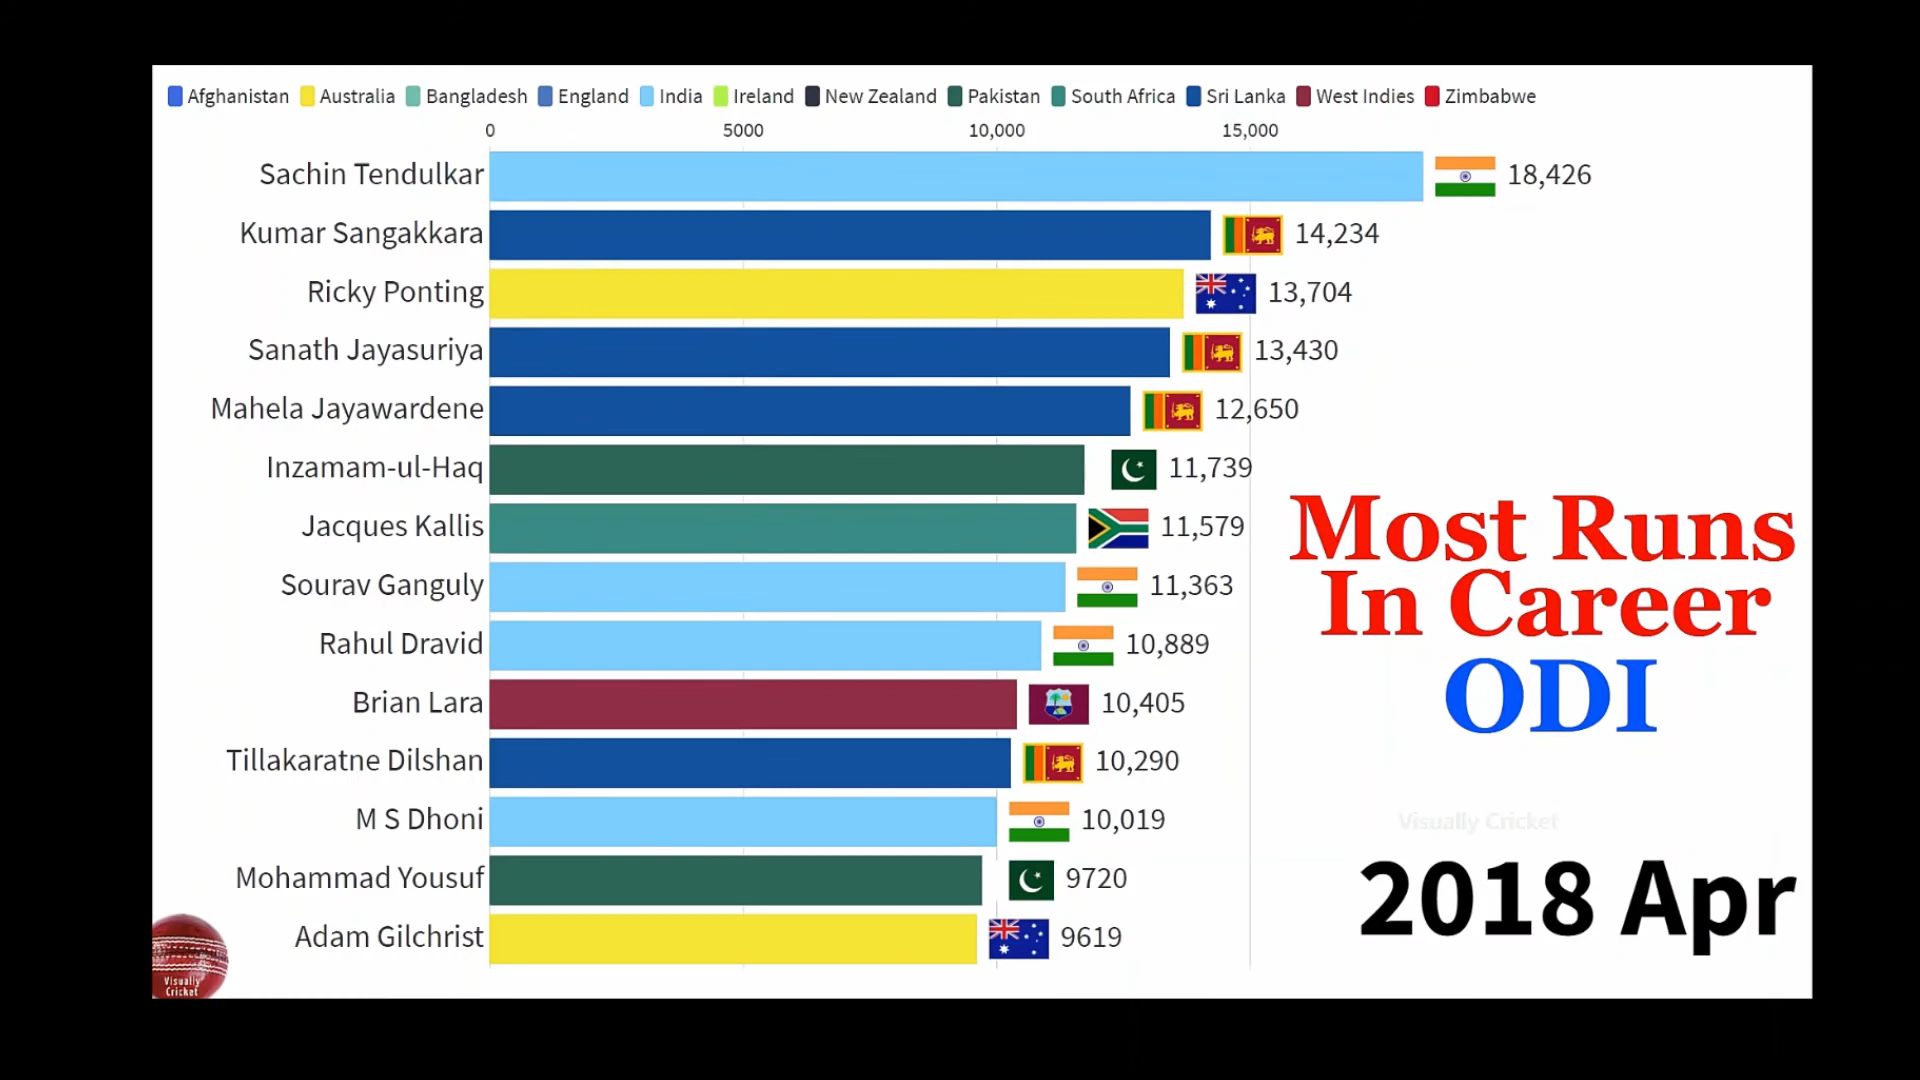 Afghanistan Australia Bangladesh England India Ireland New Zealand Pakistan South Africa Sri Lanka West Indies Zimbabwe
0 5000 10,000 15,000
Sachin Tendulkar 18,426
Kumar Sangakkara 14,234
Ricky Ponting 13,704
Sanath Jayasuriya 13,430
Mahela Jayawardene 12,650
Inzamam-ul-Haq 11,739
Jacques Kallis 11,579
Sourav Ganguly 11,363
Rahul Dravid 10,889
Brian Lara 10,405
Tillakaratne Dilshan 10,290
M S Dhoni 10,019
Mohammad Yousuf 9720
Adam Gilchrist 9619
Most Runs
In Career
ODI
Visually Cricket
2018 Apr
Visually
Cricket